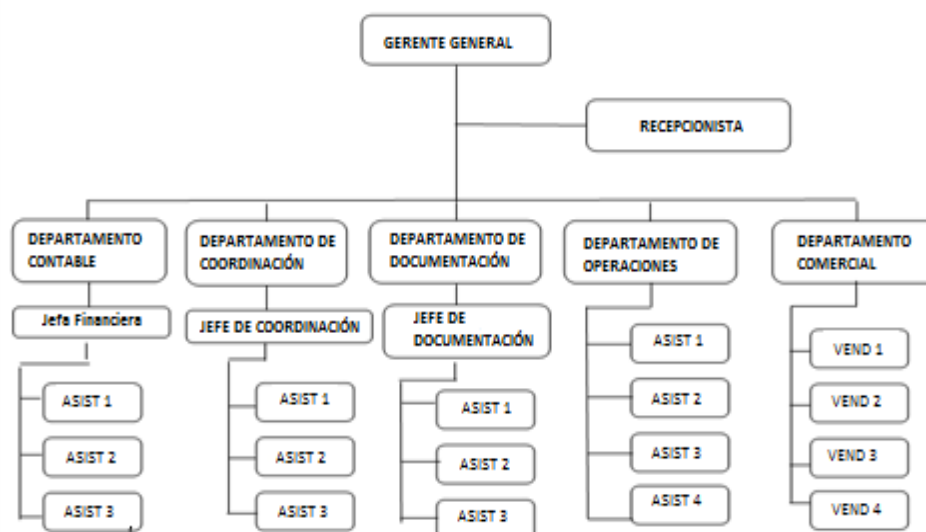 GERENTE GENERAL
RECEPCIONISTA
DEPARTAMENTO
CONTABLE
DEPARTAMENTO DE
COORDINACIÓN
DEPARTAMENTO DE
DOCUMENTACIÓN
DEPARTAMENTO DE
OPERACIONES
DEPARTAMENTO
COMERCIAL
Jefa Financiera
JEFE DE COORDINACIÓN
JEFE DE
DOCUMENTACIÓN
ASIST 1
ASIST 2
ASIST 3
ASIST 1
ASIST 2
ASIST 3
ASIST 1
ASIST 2
ASIST 3
ASIST 1
ASIST 2
ASIST 3
ASIST 4
VEND 1
VEND 2
VEND 3
VEND 4